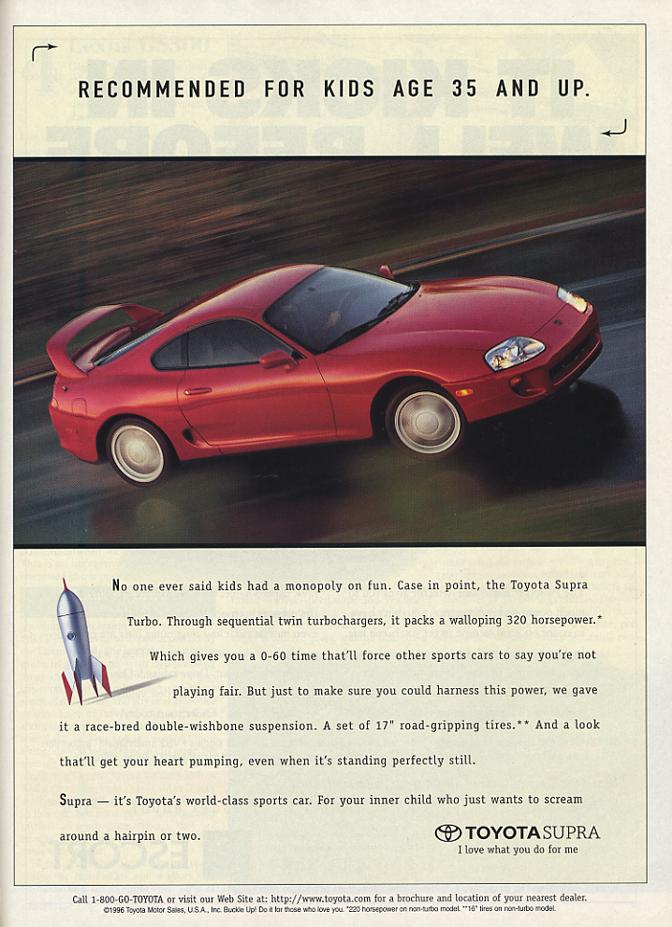 RECOMMENDED FOR KIDS AGE 35 AND UP.
No one ever said kids had a monopoly on fun. Case in point, the Toyota Supra
Turbo. Through sequential twin turbochargers, it packs a walloping 320 horsepower.*
Which gives you a 0-60 time that'll force other sports cars to say you're not
playing fair. But just to make sure you could harness this power, we gave
it a race-bred double-wishbone suspension. A set of 17" road-gripping tires.** And a look
that'll get your heart pumping, even when it's standing perfectly still.
Supra — it's Toyota's world-class sports car. For your inner child who just wants to scream
around a hairpin or two.
TOYOTA SUPRA
I love what you do for me
Call 1-800-GO-TOYOTA or visit our Web Site at: http://www.toyota.com for a brochure and location of your nearest dealer.
©1996 Toyota Motor Sales, U.S.A., Inc. Buckle Up! Do it for those who love you. *220 horsepower on non-turbo model. **16" tires on non-turbo model.